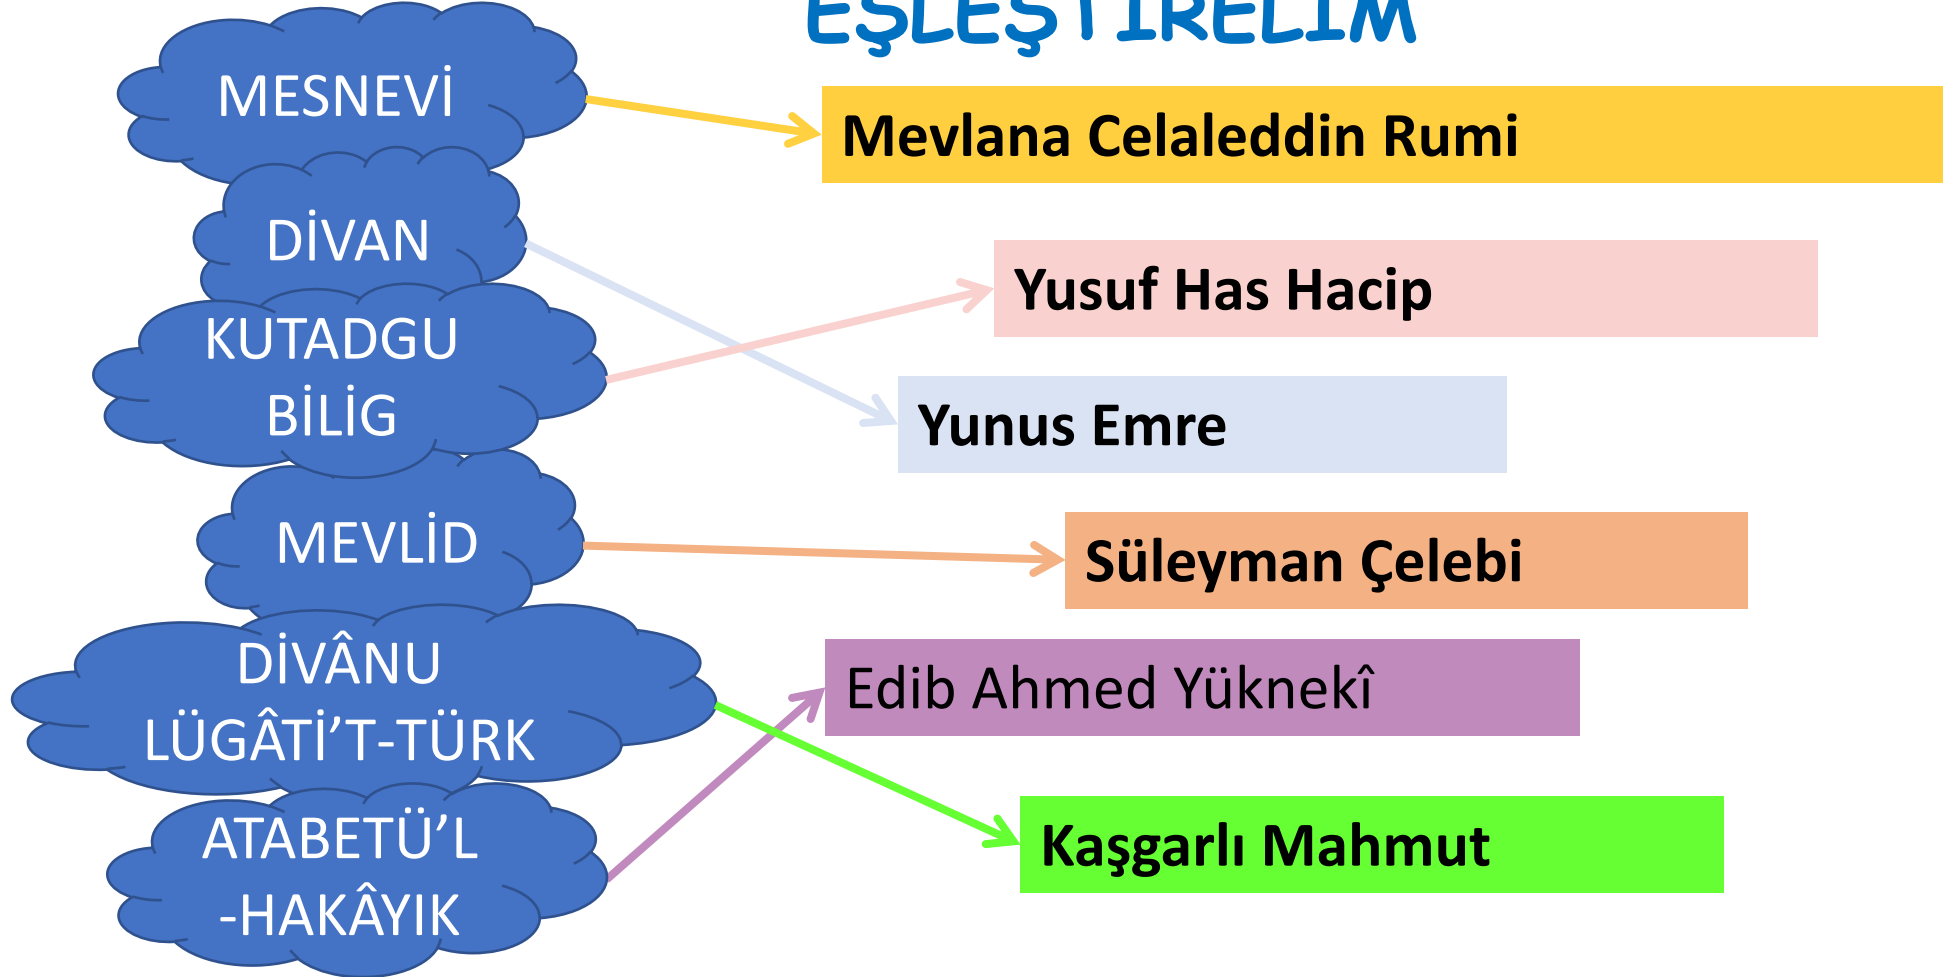 EŞLEŞTİRELİM
MESNEVİ
Mevlana Celaleddin Rumi
DİVAN
Yusuf Has Hacip
KUTADGU
BİLİG
Yunus Emre
MEVLİD
Süleyman Çelebi
DİVÂNU
LÜGÂTİ’T-TÜRK
Edib Ahmed Yüknekî
ATABETÜ’L
-HAKÂYIK
Kaşgarlı Mahmut